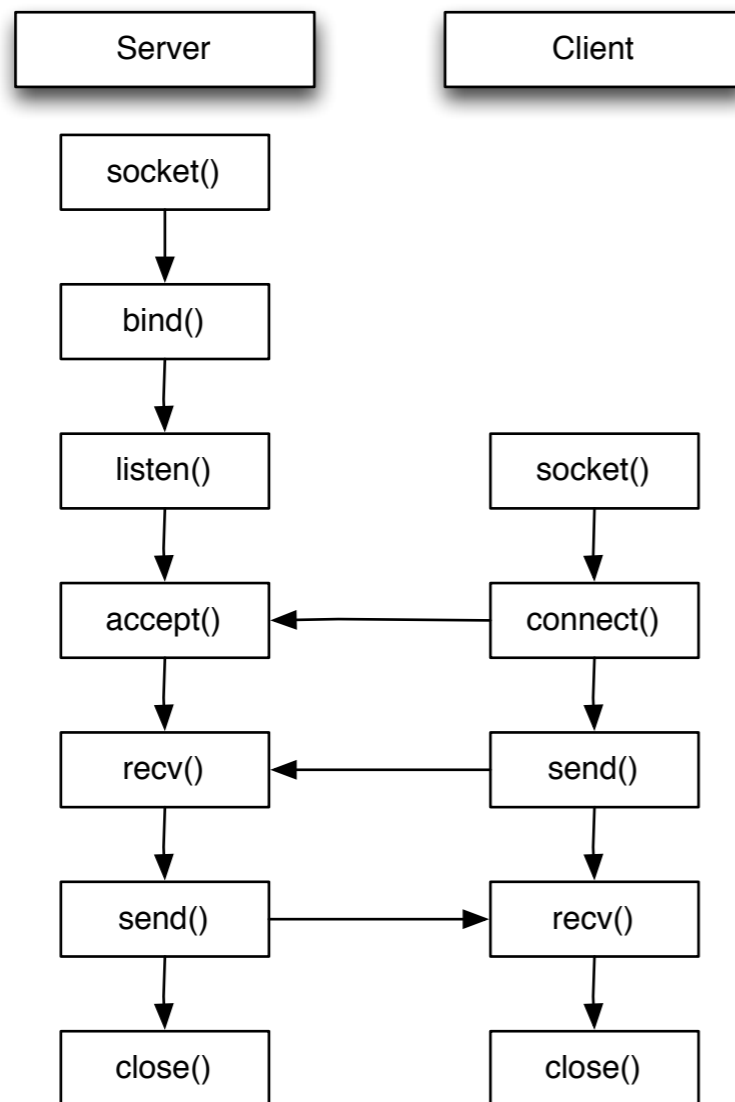 Server
Client
socket()
bind()
listen()
socket()
accept()
connect()
recv()
send()
send()
recv()
close()
close()